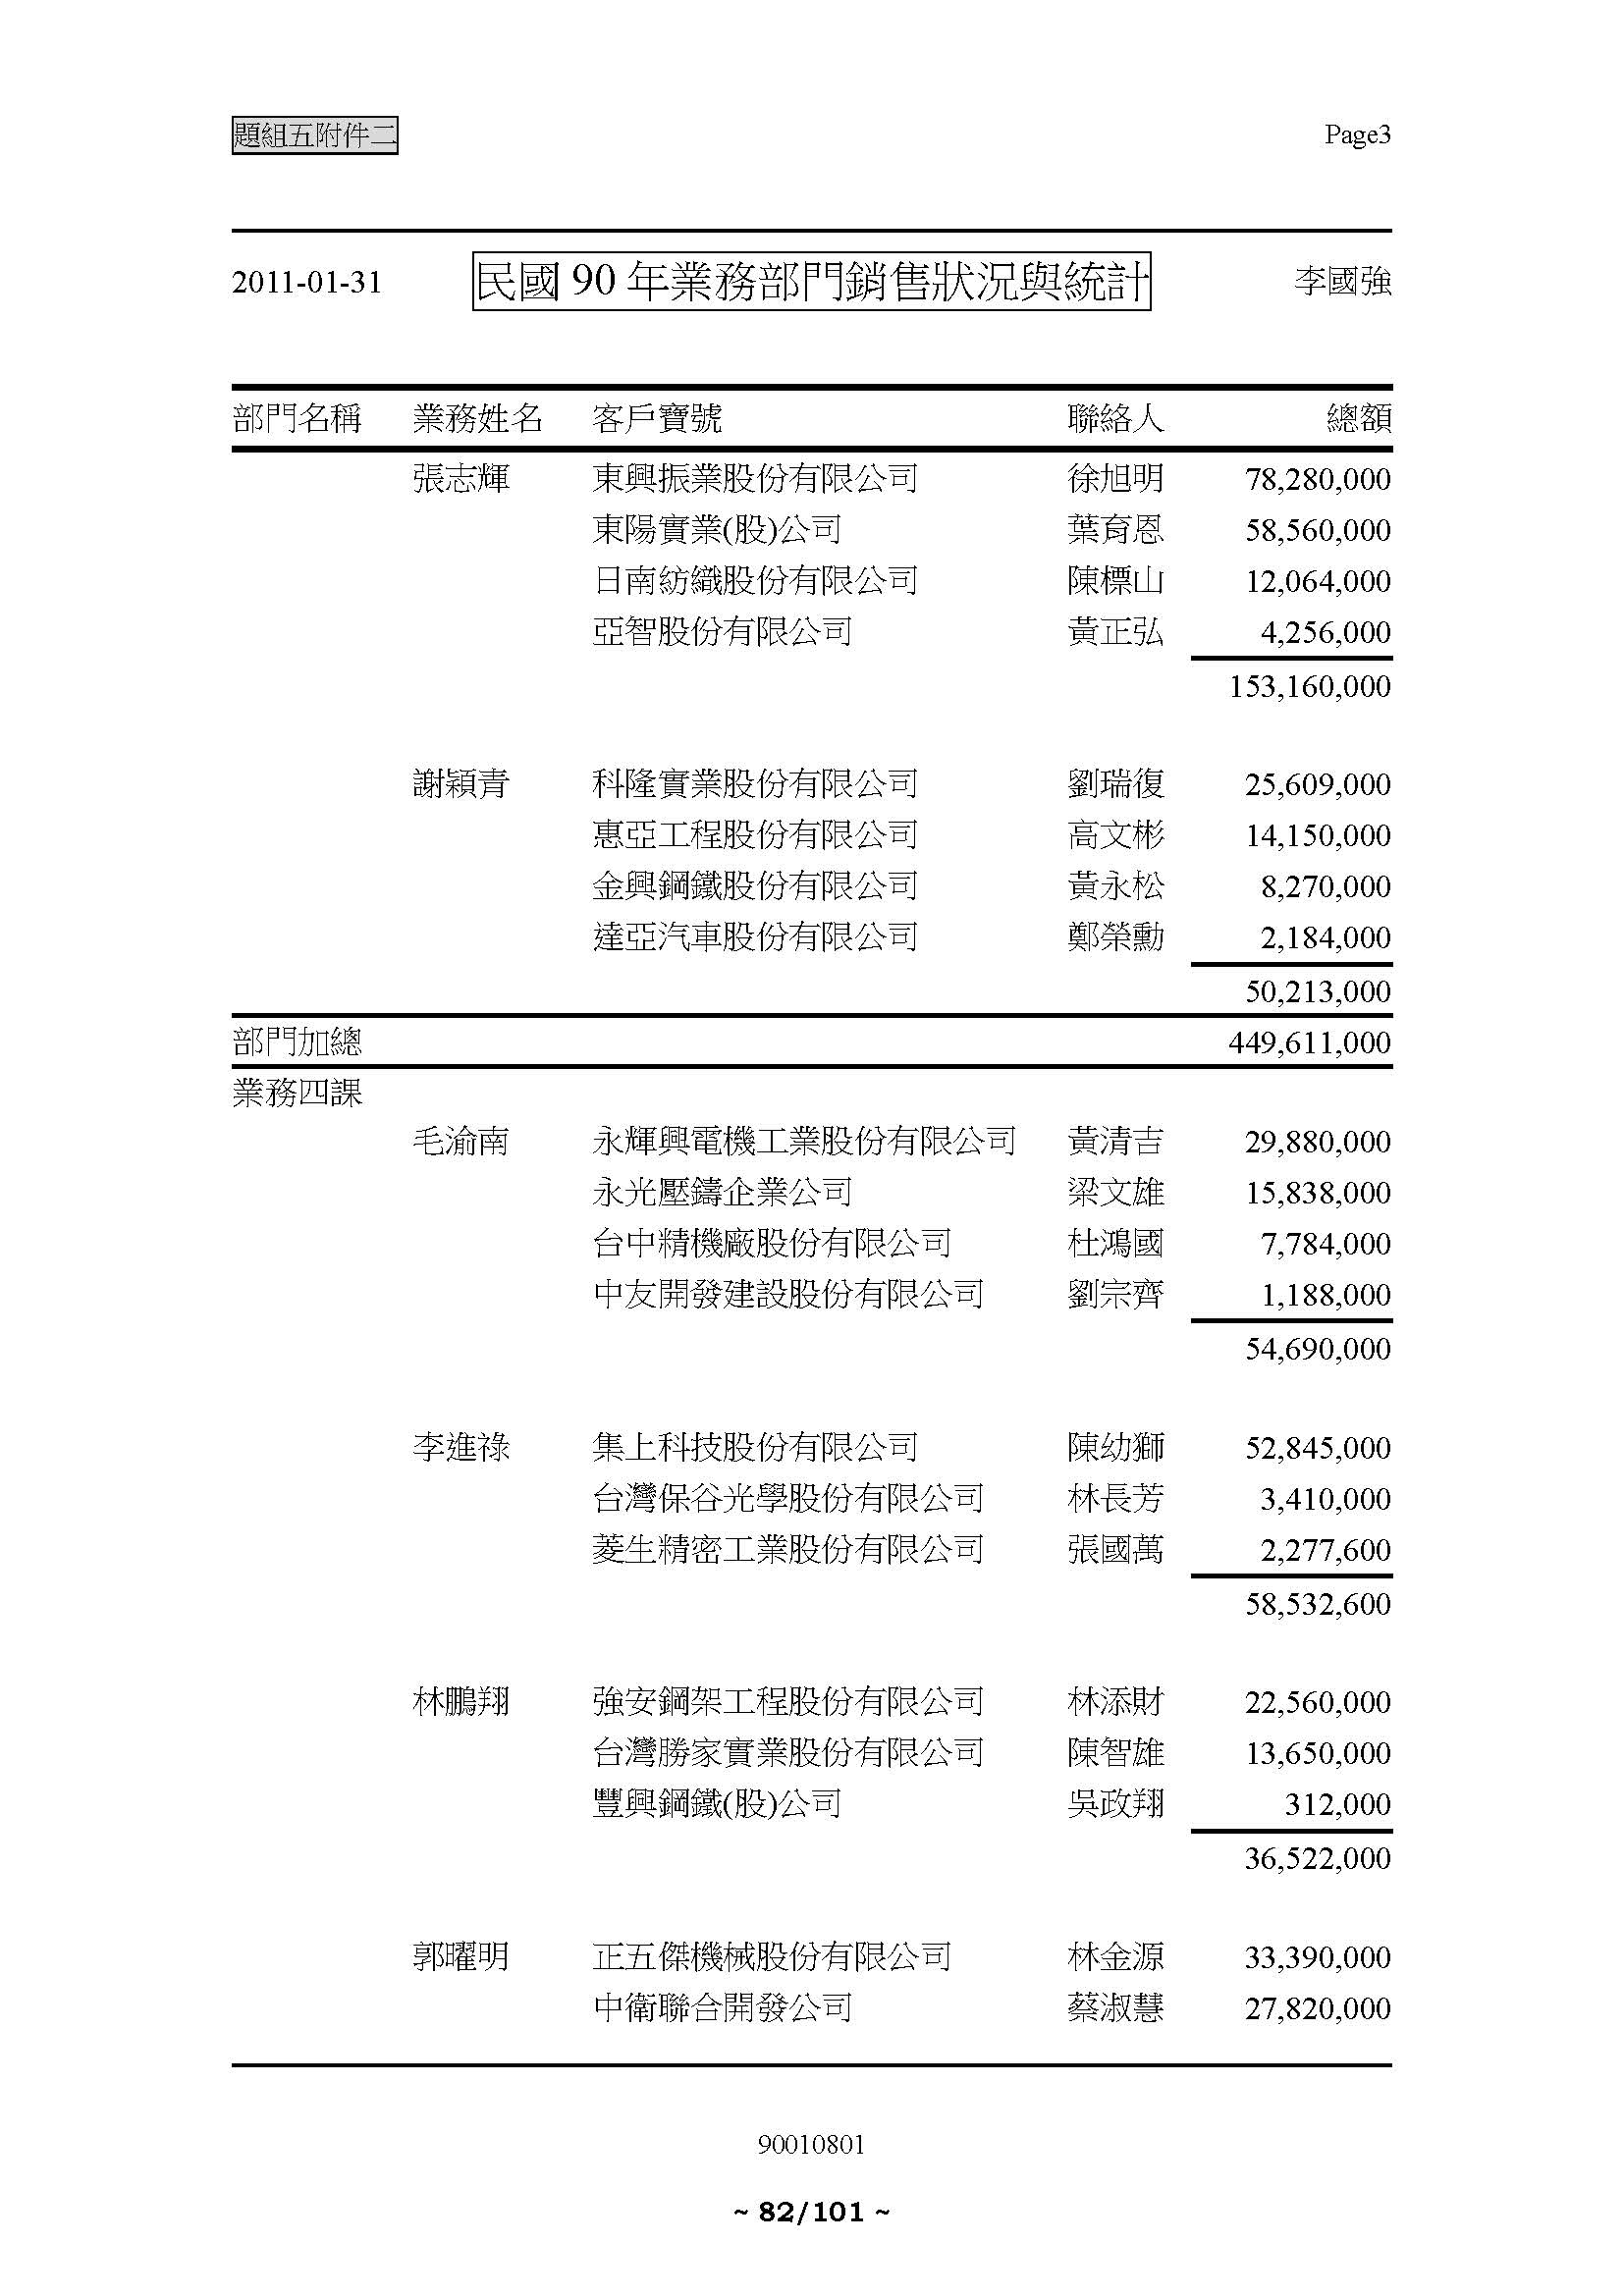 題組五附件二 Page3
2011-01-31 民國 90 年業務部門銷售狀況與統計 李國強
部門名稱 業務姓名 客戶寶號 聯絡人 總額
張志輝 東興振業股份有限公司 徐旭明 78,280,000
東陽實業(股)公司 葉育恩 58,560,000
日南紡織股份有限公司 陳標山 12,064,000
亞智股份有限公司 黃正弘 4,256,000
153,160,000
謝穎青 科隆實業股份有限公司 劉瑞復 25,609,000
惠亞工程股份有限公司 高文彬 14,150,000
金興鋼鐵股份有限公司 黃永松 8,270,000
達亞汽車股份有限公司 鄭榮勳 2,184,000
50,213,000
部門加總 449,611,000
業務四課
毛渝南 永輝興電機工業股份有限公司 黃清吉 29,880,000
永光壓鑄企業公司 梁文雄 15,838,000
台中精機廠股份有限公司 杜鴻國 7,784,000
中友開發建設股份有限公司 劉宗齊 1,188,000
54,690,000
李進祿 集上科技股份有限公司 陳幼獅 52,845,000
台灣保谷光學股份有限公司 林長芳 3,410,000
菱生精密工業股份有限公司 張國萬 2,277,600
58,532,600
林鵬翔 強安鋼架工程股份有限公司 林添財 22,560,000
台灣勝家實業股份有限公司 陳智雄 13,650,000
豐興鋼鐵(股)公司 吳政翔 312,000
36,522,000
郭曜明 正五傑機械股份有限公司 林金源 33,390,000
中衛聯合開發公司 蔡淑慧 27,820,000
90010801
~ 82/101 ~